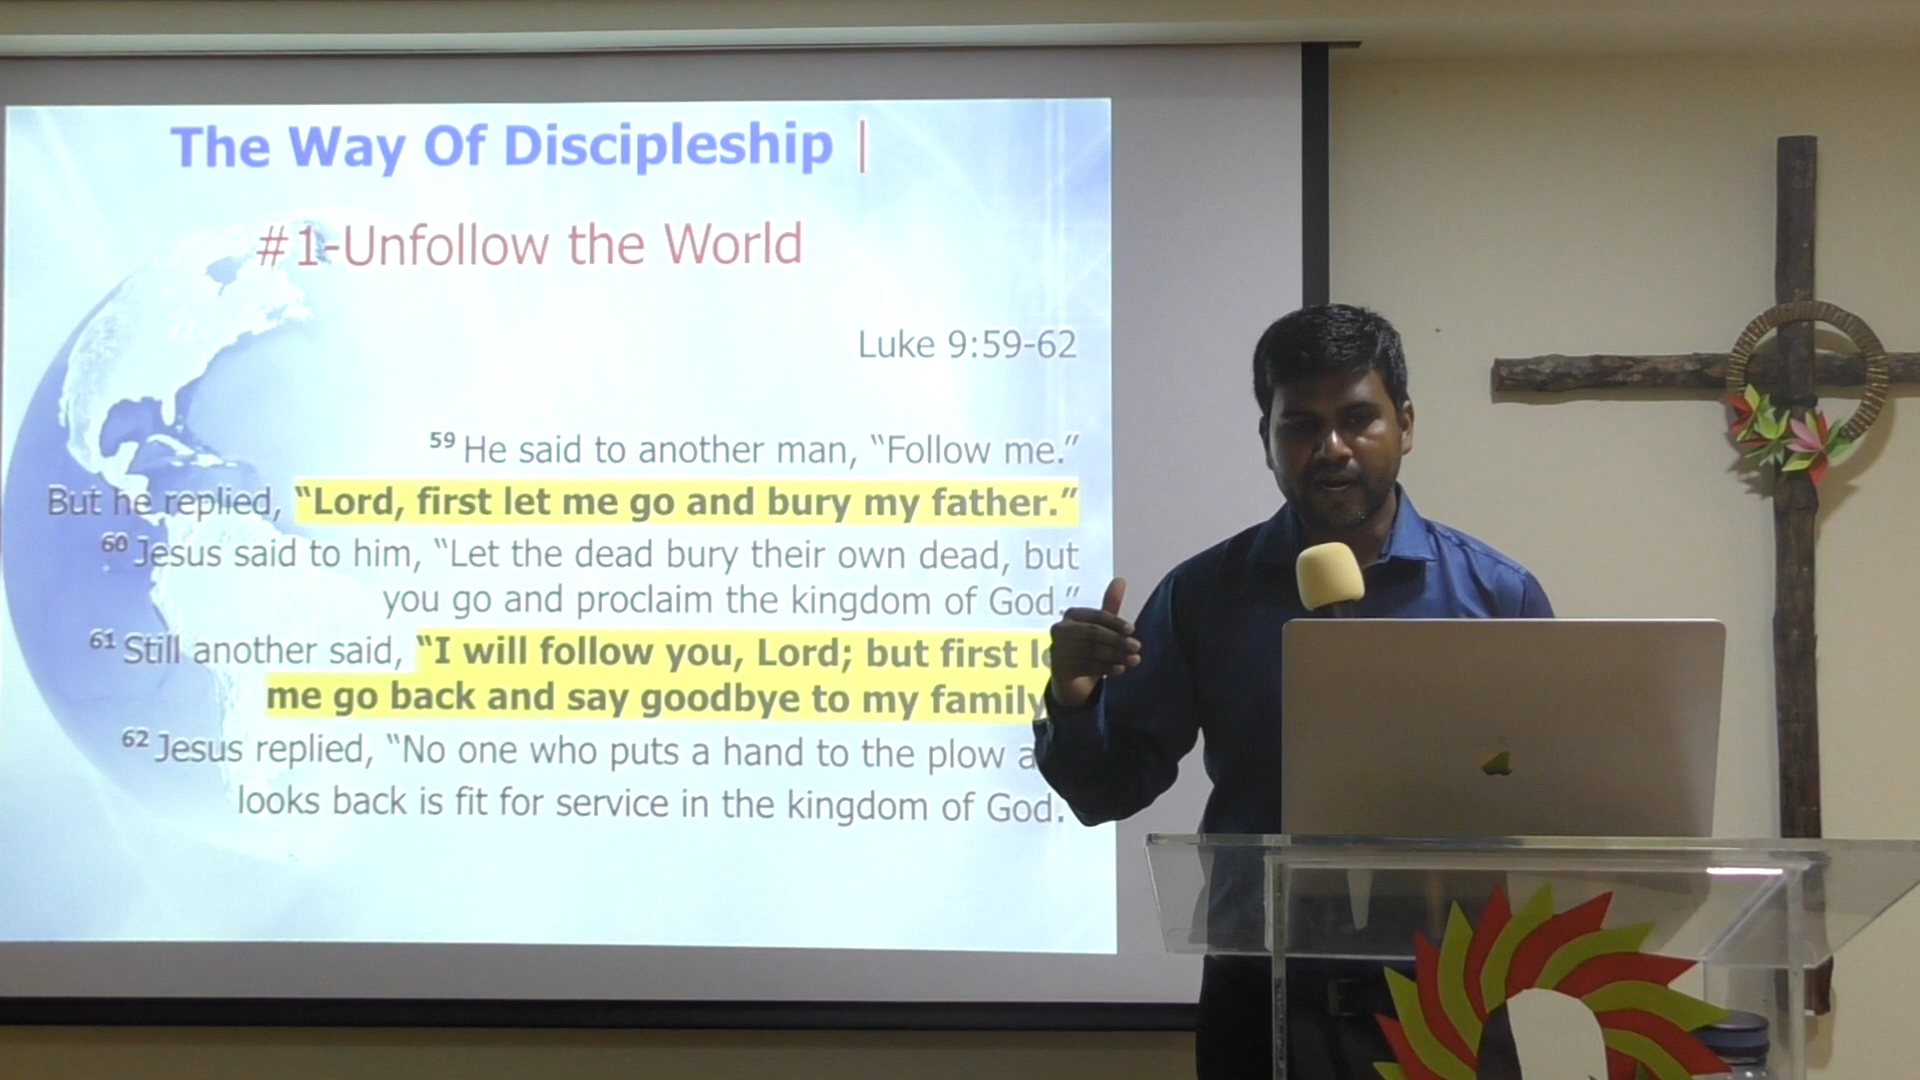 The Way Of Discipleship |
#1-Unfollow the World
Luke 9:59-62
59 He said to another man, “Follow me.”
But he replied, “Lord, first let me go and bury my father.”
60 Jesus said to him, “Let the dead bury their own dead, but
you go and proclaim the kingdom of God.”
61 Still another said, “I will follow you, Lord; but first
me go back and say goodbye to my family
62 Jesus replied, “No one who puts a hand to the plow
looks back is fit for service in the kingdom of God.